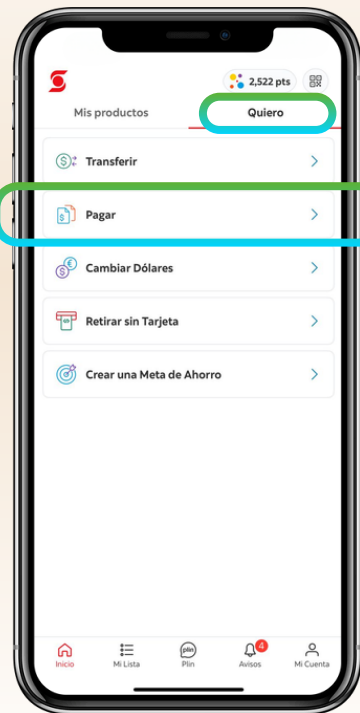 2,522 pts
Mis productos
Quiero
Transferir
Pagar
Cambiar Dólares
Retirar sin Tarjeta
Crear una Meta de Ahorro
4
Inicio
Mi Lista
plin
Plin
Avisos
Mi Cuenta